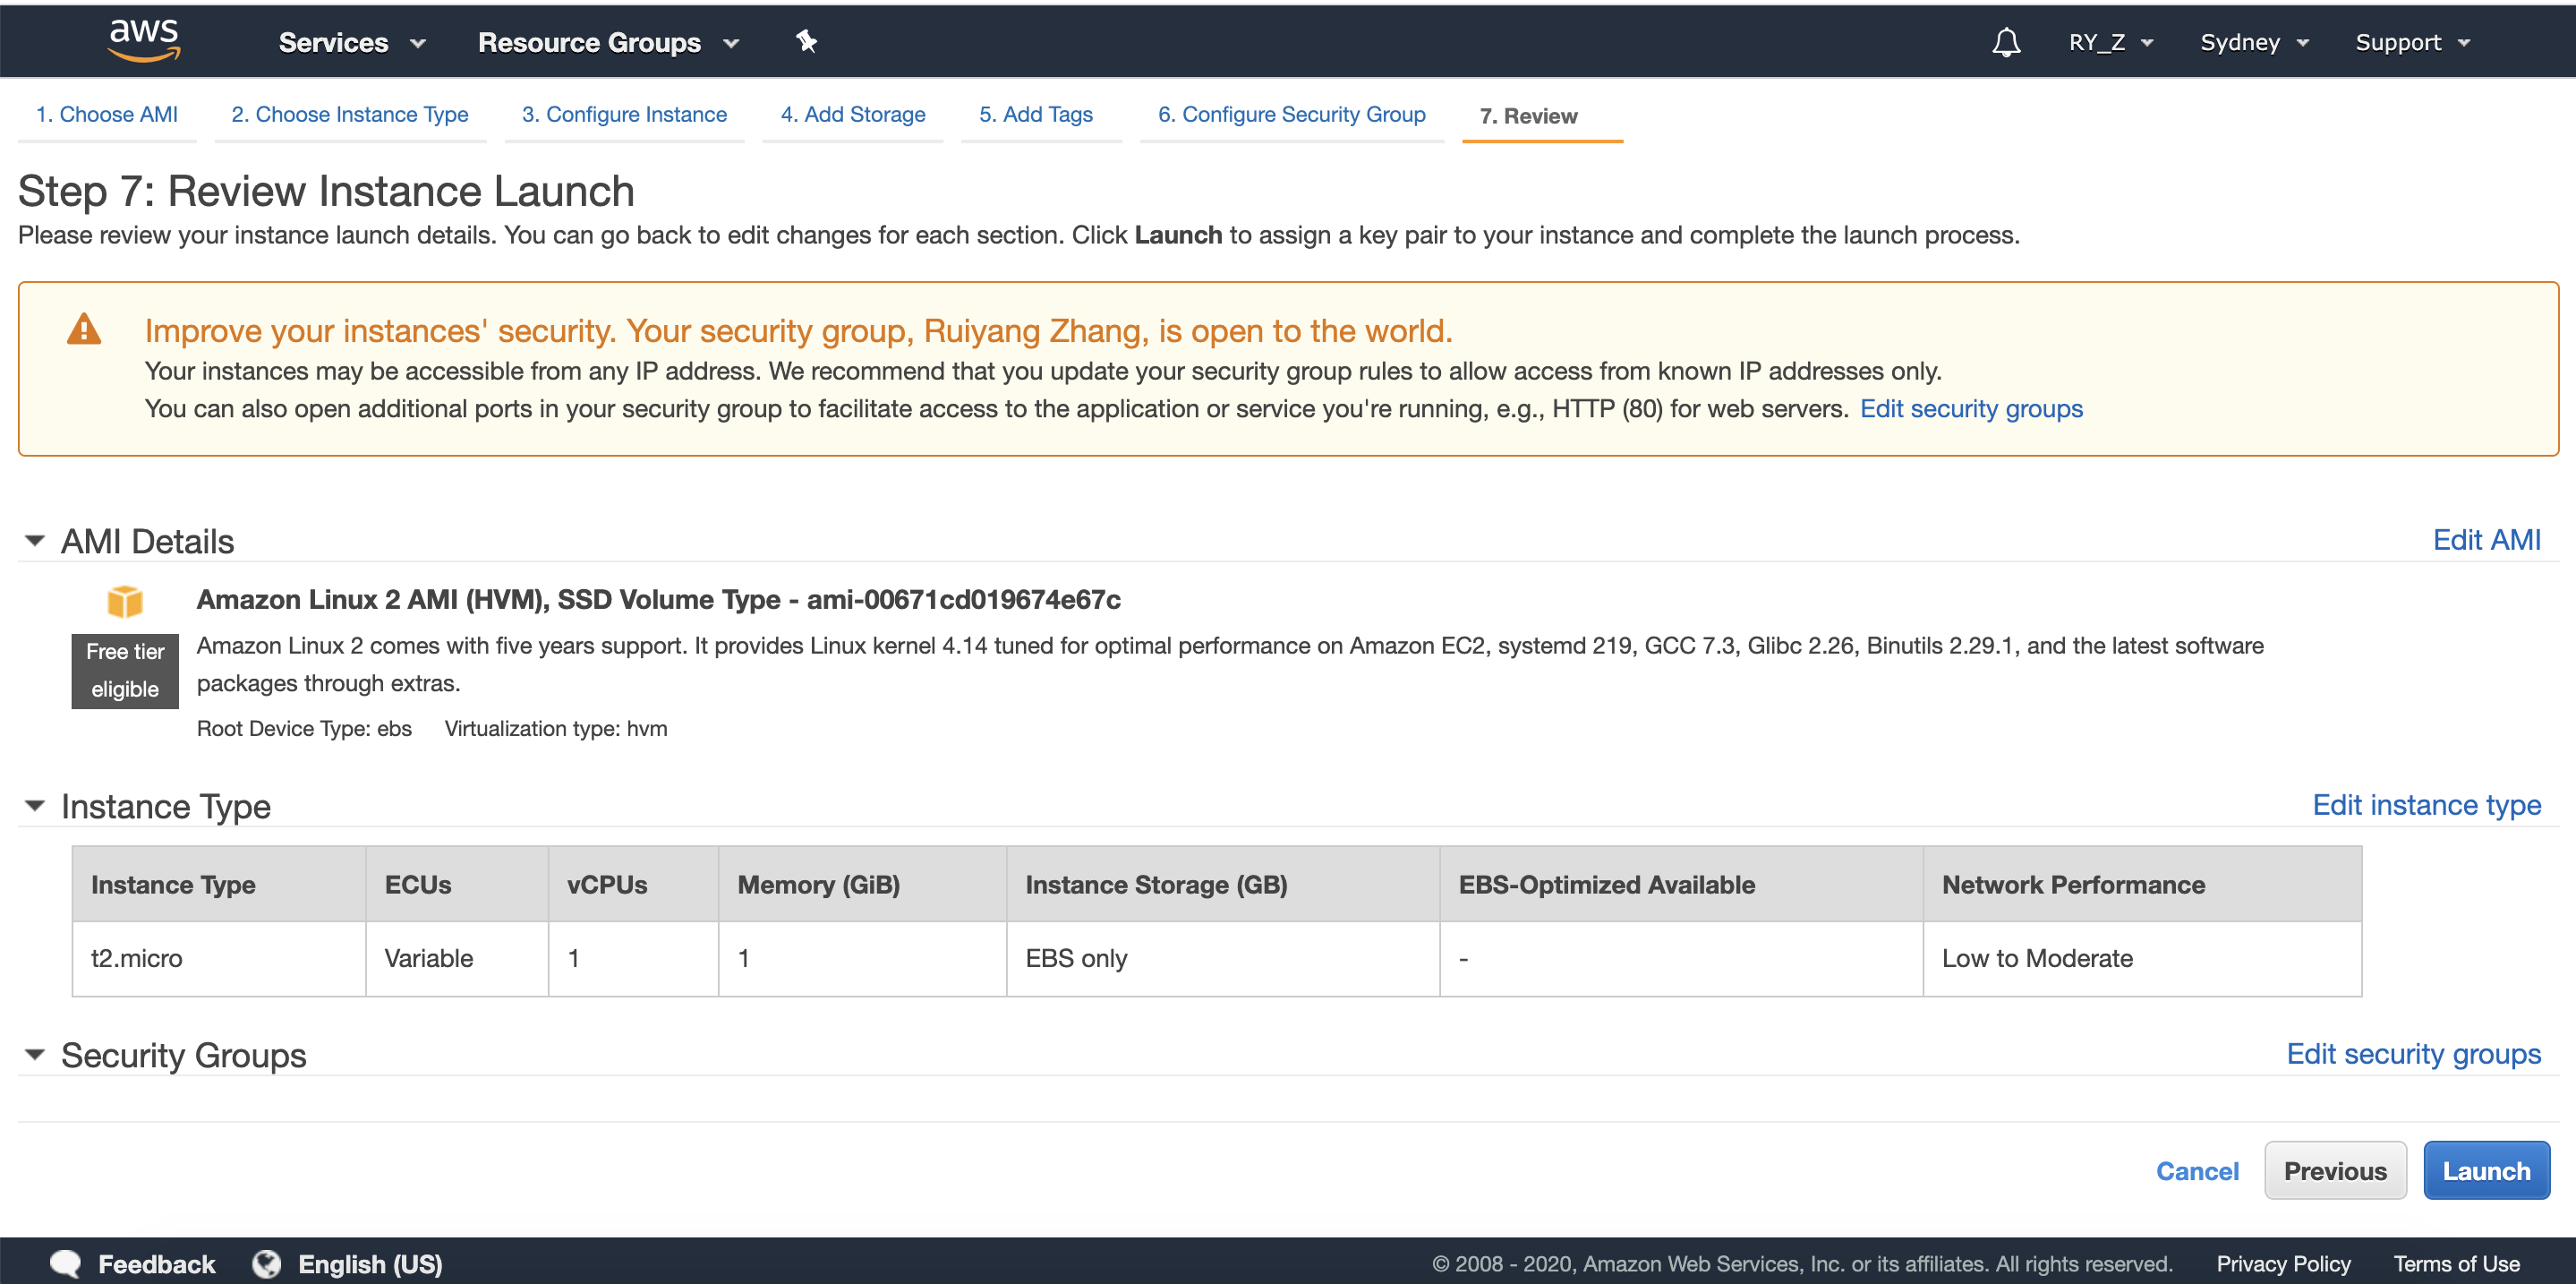 aws Services Resource Groups RY_Z Sydney Support
1. Choose AMI 2. Choose Instance Type 3. Configure Instance 4. Add Storage 5. Add Tags 6. Configure Security Group 7. Review
Step 7: Review Instance Launch
Please review your instance launch details. You can go back to edit changes for each section. Click Launch to assign a key pair to your instance and complete the launch process.
Improve your instances' security. Your security group, Ruiyang Zhang, is open to the world.
Your instances may be accessible from any IP address. We recommend that you update your security group rules to allow access from known IP addresses only.
You can also open additional ports in your security group to facilitate access to the application or service you're running, e.g., HTTP (80) for web servers. Edit security groups
AMI Details Edit AMI
Amazon Linux 2 AMI (HVM), SSD Volume Type - ami-00671cd019674e67c
Free tier
eligible
Amazon Linux 2 comes with five years support. It provides Linux kernel 4.14 tuned for optimal performance on Amazon EC2, systemd 219, GCC 7.3, Glibc 2.26, Binutils 2.29.1, and the latest software
packages through extras.
Root Device Type: ebs Virtualization type: hvm
Instance Type Edit instance type
Instance Type ECUs vCPUs Memory (GiB) Instance Storage (GB) EBS-Optimized Available Network Performance
t2.micro Variable 1 1 EBS only - Low to Moderate
Security Groups Edit security groups
Cancel Previous Launch
Feedback English (US) © 2008 - 2020, Amazon Web Services, Inc. or its affiliates. All rights reserved. Privacy Policy Terms of Use